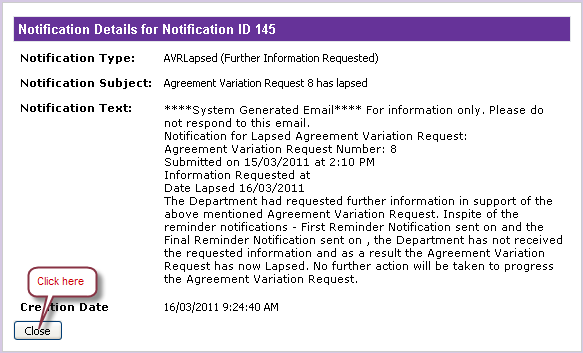 Notification Details for Notification ID 145
Notification Type: AVRLapsed (Further Information Requested)
Notification Subject: Agreement Variation Request 8 has lapsed
Notification Text: ****System Generated Email**** For information only. Please do
not respond to this email.
Notification for Lapsed Agreement Variation Request:
Agreement Variation Request Number: 8
Submitted on 15/03/2011 at 2:10 PM
Information Requested at
Date Lapsed 16/03/2011
The Department had requested further information in support of the
above mentioned Agreement Variation Request. Inspite of the
reminder notifications - First Reminder Notification sent on and the
Final Reminder Notification sent on , the Department has not received
the requested information and as a result the Agreement Variation
Request has now Lapsed. No further action will be taken to progress
the Agreement Variation Request.
Click here
Creation Date 16/03/2011 9:24:40 AM
Close